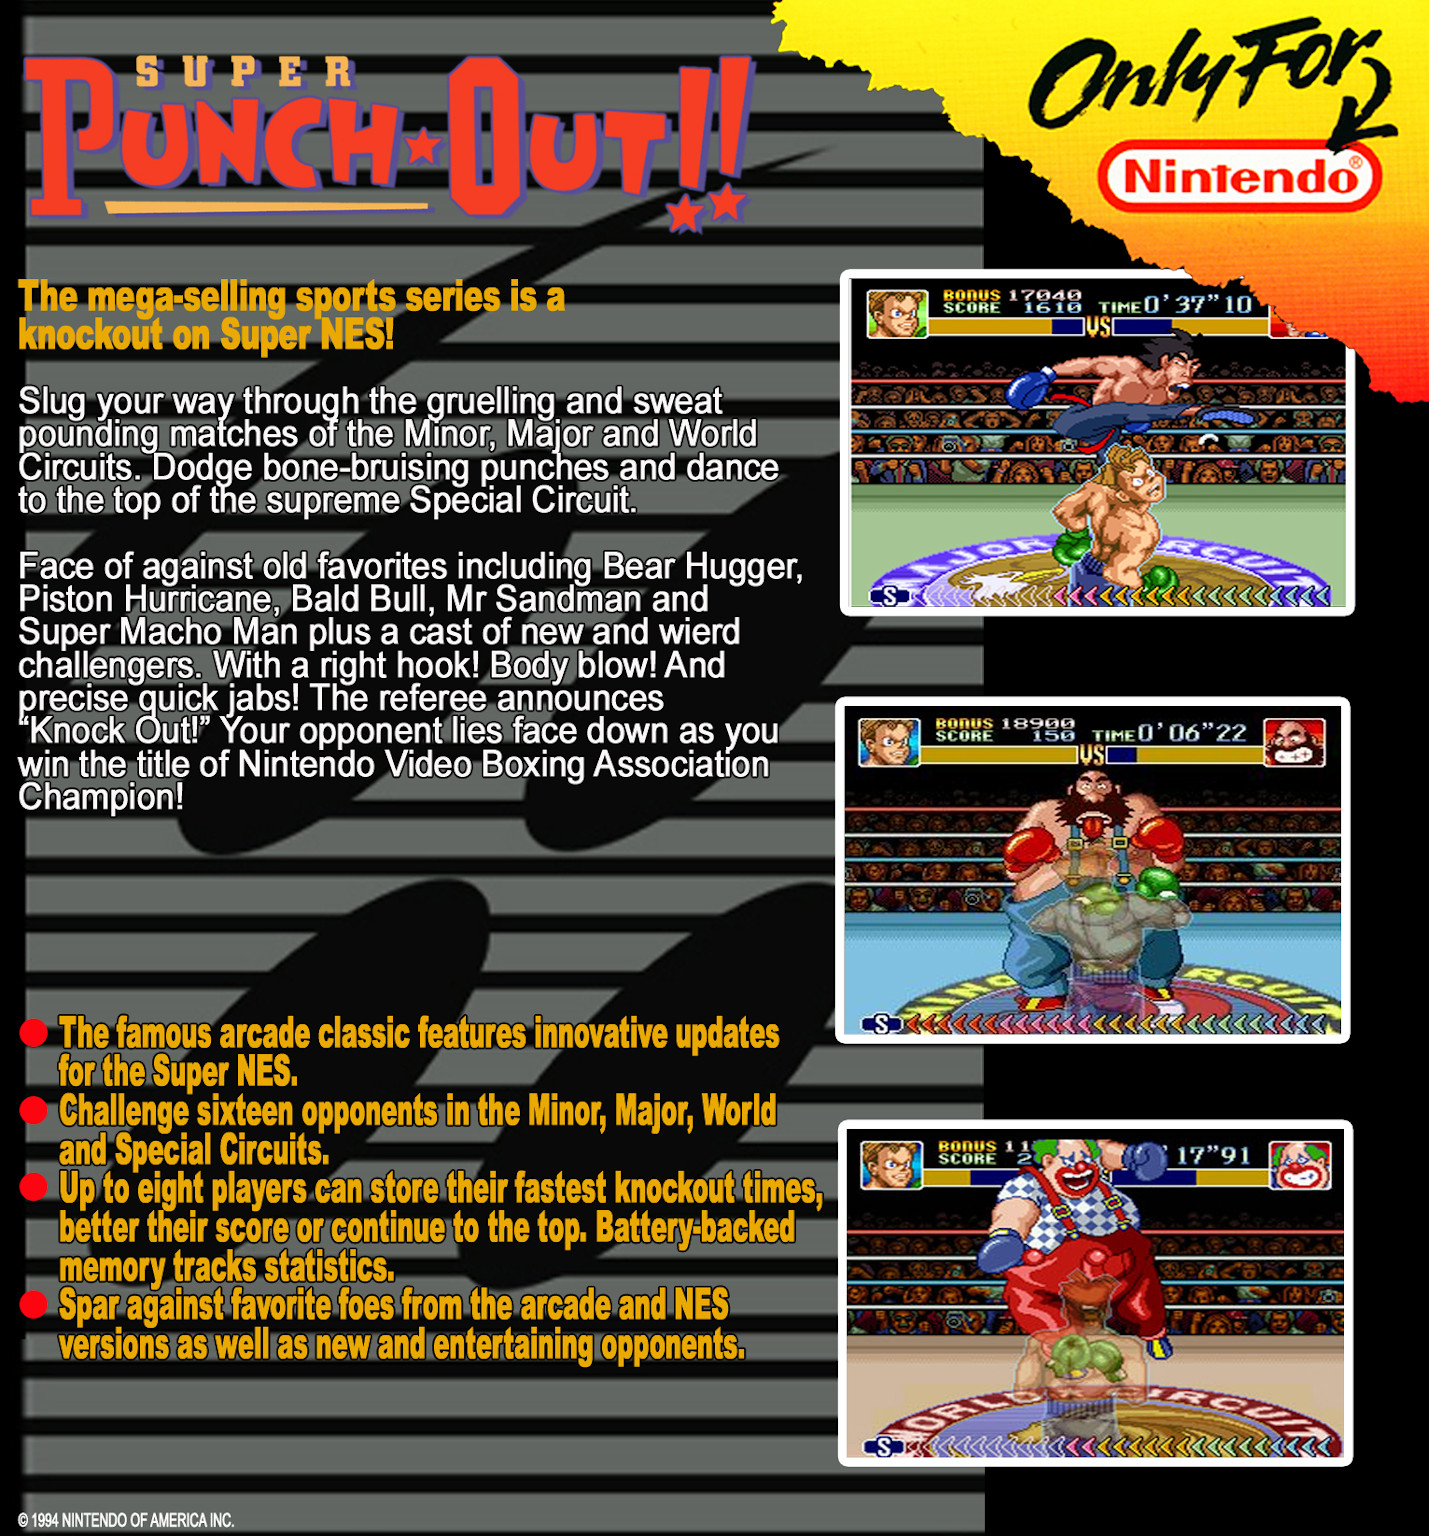 SUPER
PUNCH★OUT!!
Only For
Nintendo®
The mega-selling sports series is a
knockout on Super NES!
Slug your way through the gruelling and sweat
pounding matches of the Minor, Major and World
Circuits. Dodge bone-bruising punches and dance
to the top of the supreme Special Circuit.
Face of against old favorites including Bear Hugger,
Piston Hurricane, Bald Bull, Mr Sandman and
Super Macho Man plus a cast of new and wierd
challengers. With a right hook! Body blow! And
precise quick jabs! The referee announces
“Knock Out!” Your opponent lies face down as you
win the title of Nintendo Video Boxing Association
Champion!
● The famous arcade classic features innovative updates
for the Super NES.
● Challenge sixteen opponents in the Minor, Major, World
and Special Circuits.
● Up to eight players can store their fastest knockout times,
better their score or continue to the top. Battery-backed
memory tracks statistics.
● Spar against favorite foes from the arcade and NES
versions as well as new and entertaining opponents.
© 1994 NINTENDO OF AMERICA INC.
BONUS 17040
SCORE 1610 TIME 0'37"10
VS
MAJOR CIRCUIT
S
BONUS 18900
SCORE 150 TIME 0'06"22
VS
MINOR CIRCUIT
S
BONUS 11
SCORE 2 17"91
WORLD CIRCUIT
S